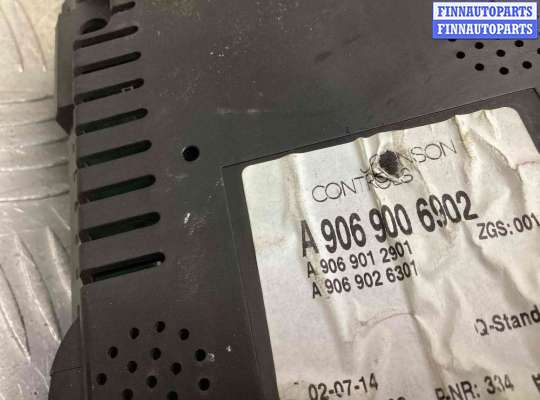 FINNAUTOPARTS
FINNAUTOPARTS
CONTROLS
A 906 900 6902
ZGS: 001
A 906 901 2901
A 906 902 6301
Q-Stand
02-07-14
P-NR: 334